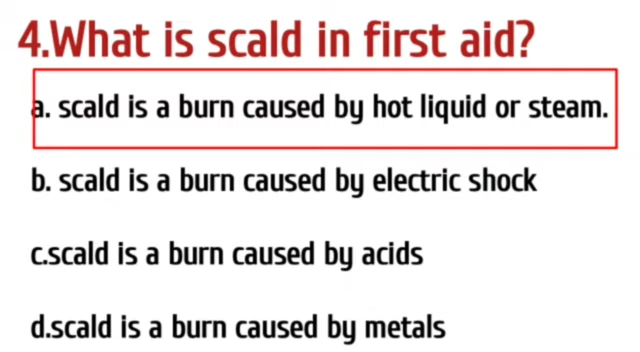 4.What is scald in first aid?
a. scald is a burn caused by hot liquid or steam.
b. scald is a burn caused by electric shock
c.scald is a burn caused by acids
d.scald is a burn caused by metals